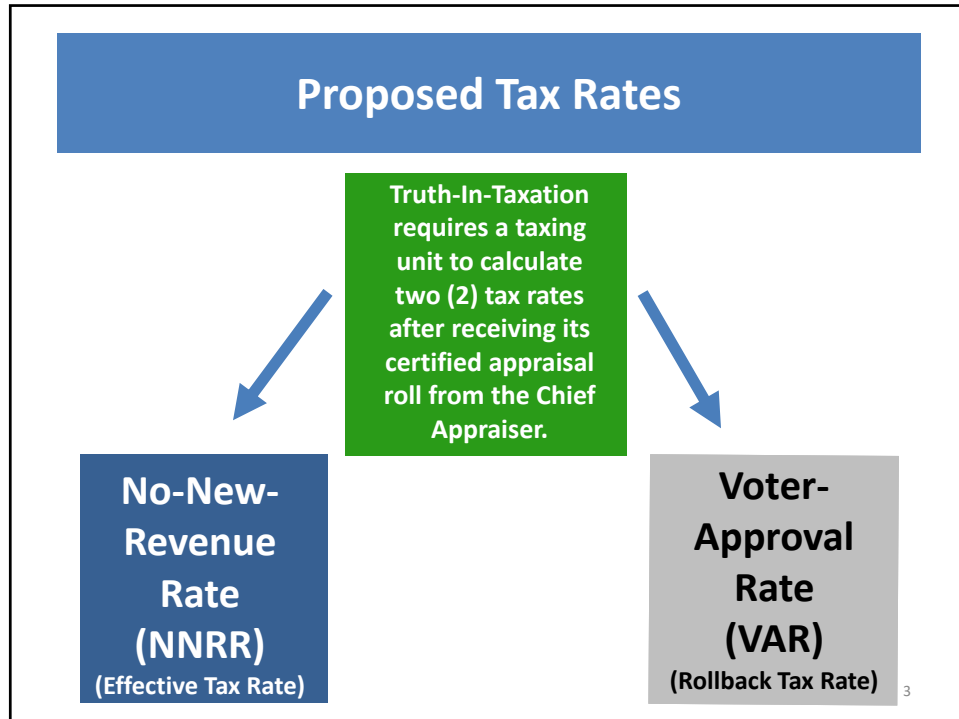 Proposed Tax Rates
Truth-In-Taxation
requires a taxing
unit to calculate
two (2) tax rates
after receiving its
certified appraisal
roll from the Chief
Appraiser.
No-New-
Revenue
Rate
(NNRR)
(Effective Tax Rate)
Voter-
Approval
Rate
(VAR)
(Rollback Tax Rate)
3